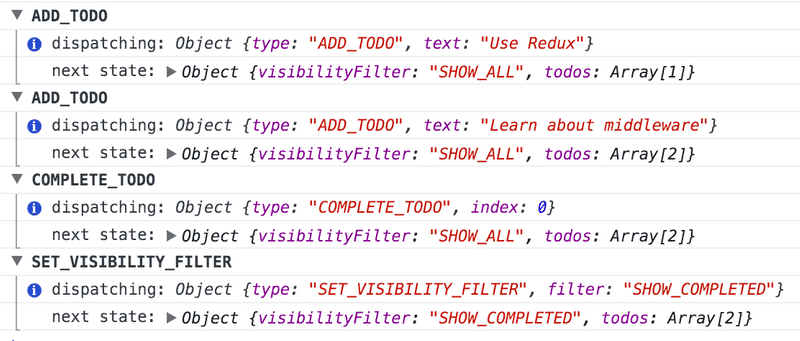 ▼ ADD_TODO
dispatching: Object {type: "ADD_TODO", text: "Use Redux"}
next state: ▶ Object {visibilityFilter: "SHOW_ALL", todos: Array[1]}
▼ ADD_TODO
dispatching: Object {type: "ADD_TODO", text: "Learn about middleware"}
next state: ▶ Object {visibilityFilter: "SHOW_ALL", todos: Array[2]}
▼ COMPLETE_TODO
dispatching: Object {type: "COMPLETE_TODO", index: 0}
next state: ▶ Object {visibilityFilter: "SHOW_ALL", todos: Array[2]}
▼ SET_VISIBILITY_FILTER
dispatching: Object {type: "SET_VISIBILITY_FILTER", filter: "SHOW_COMPLETED"}
next state: ▶ Object {visibilityFilter: "SHOW_COMPLETED", todos: Array[2]}